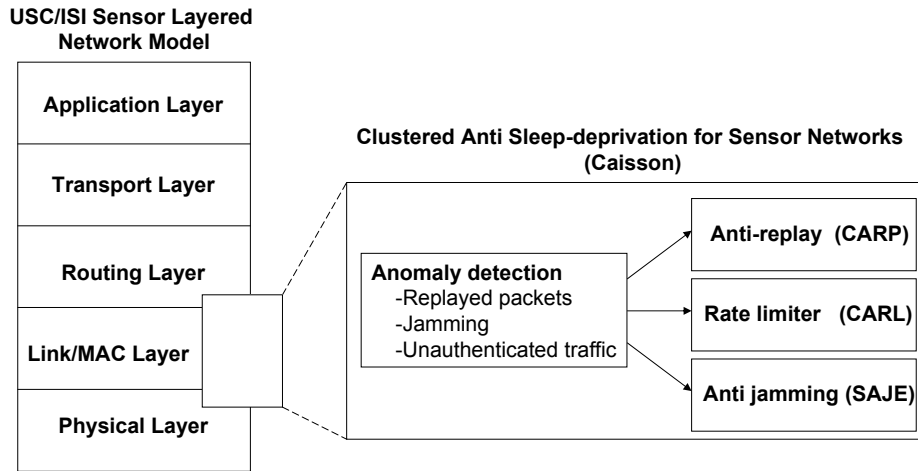 USC/ISI Sensor Layered
Network Model
Application Layer
Transport Layer
Routing Layer
Link/MAC Layer
Physical Layer
Clustered Anti Sleep-deprivation for Sensor Networks
(Caisson)
Anomaly detection
-Replayed packets
-Jamming
-Unauthenticated traffic
Anti-replay (CARP)
Rate limiter (CARL)
Anti jamming (SAJE)